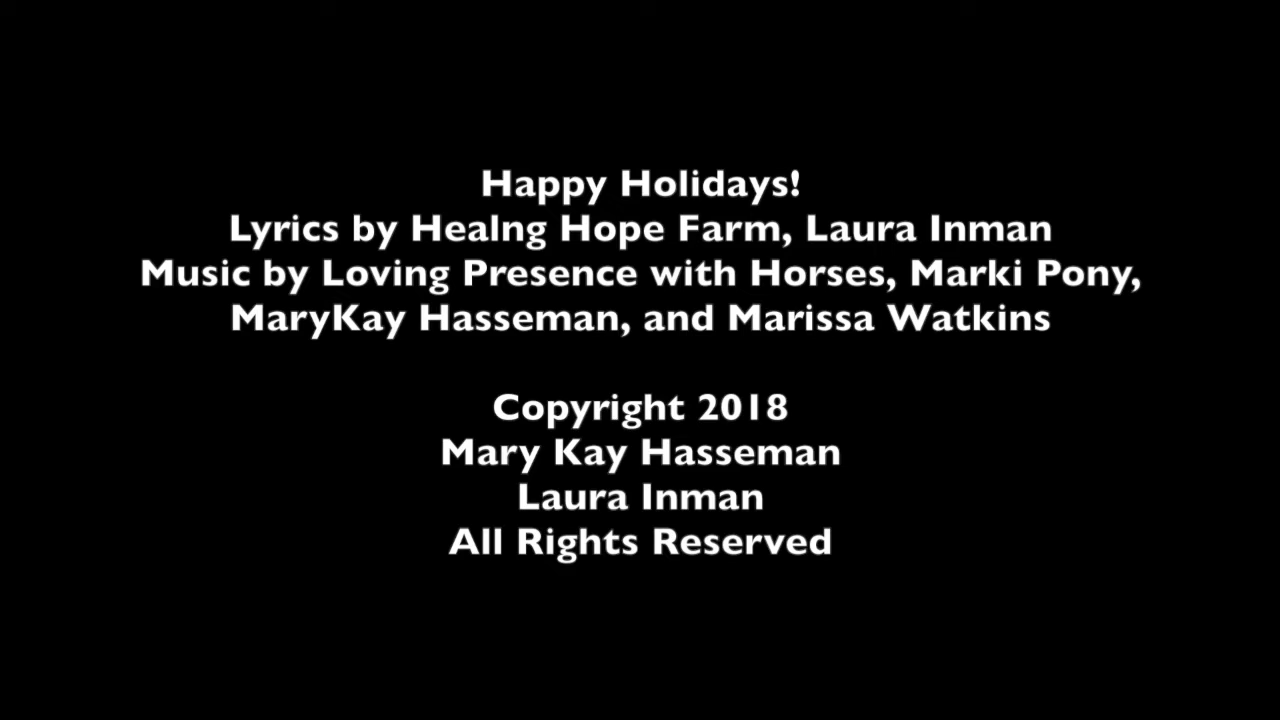 Happy Holidays!
Lyrics by Healng Hope Farm, Laura Inman
Music by Loving Presence with Horses, Marki Pony,
MaryKay Hasseman, and Marissa Watkins
Copyright 2018
Mary Kay Hasseman
Laura Inman
All Rights Reserved